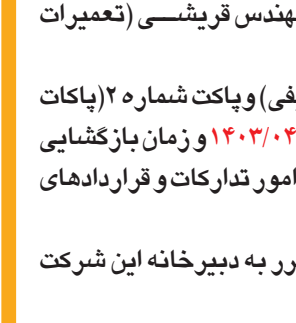 هندس قریشـــی (تعمیرات
فی) و پاکت شماره ۲(پاکات
۱۴۰۳/۰۴ و زمان بازگشایی
امور تدارکات و قراردادهای
رر به دبیرخانه این شرکت